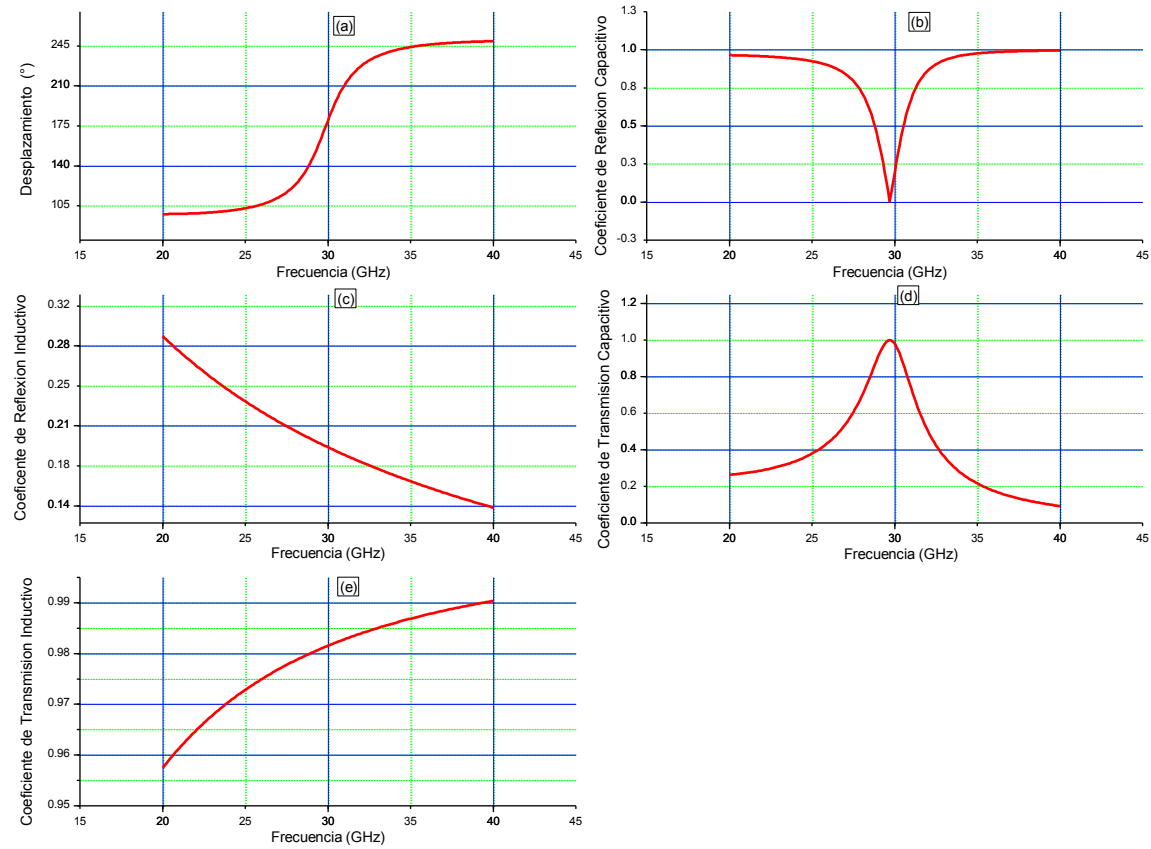 (a)
Desplazamiento (°)
245
210
175
140
105
15 20 25 30 35 40 45
Frecuencia (GHz)
(b)
Coeficiente de Reflexion Capacitivo
1.3
1.0
0.8
0.5
0.3
0.0
-0.3
15 20 25 30 35 40 45
Frecuencia (GHz)
(c)
Coeficente de Reflexion Inductivo
0.32
0.28
0.25
0.21
0.18
0.14
15 20 25 30 35 40 45
Frecuencia (GHz)
(d)
Coeficiente de Transmision Capacitivo
1.2
1.0
0.8
0.6
0.4
0.2
0.0
15 20 25 30 35 40 45
Frecuencia (GHz)
(e)
Coeficiente de Transmision Inductivo
0.99
0.98
0.97
0.96
0.95
15 20 25 30 35 40 45
Frecuencia (GHz)